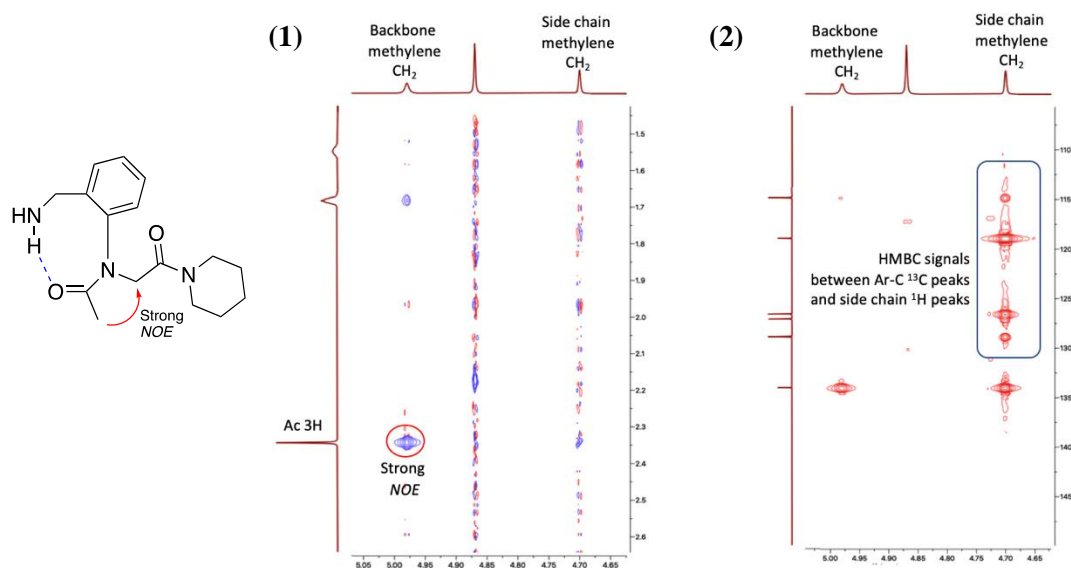 NH
H
O
N
O
N
Strong
NOE
(1)
Backbone
methylene
CH2
Side chain
methylene
CH2
1.5
1.6
1.7
1.8
1.9
2.0
2.1
2.2
2.3
2.4
2.5
2.6
Ac 3H
Strong
NOE
5.05 5.00 4.95 4.90 4.85 4.80 4.75 4.70 4.65
(2)
Backbone
methylene
CH2
Side chain
methylene
CH2
110
115
120
125
130
135
140
145
HMBC signals
between Ar-C 13C peaks
and side chain 1H peaks
5.00 4.95 4.90 4.85 4.80 4.75 4.70 4.65